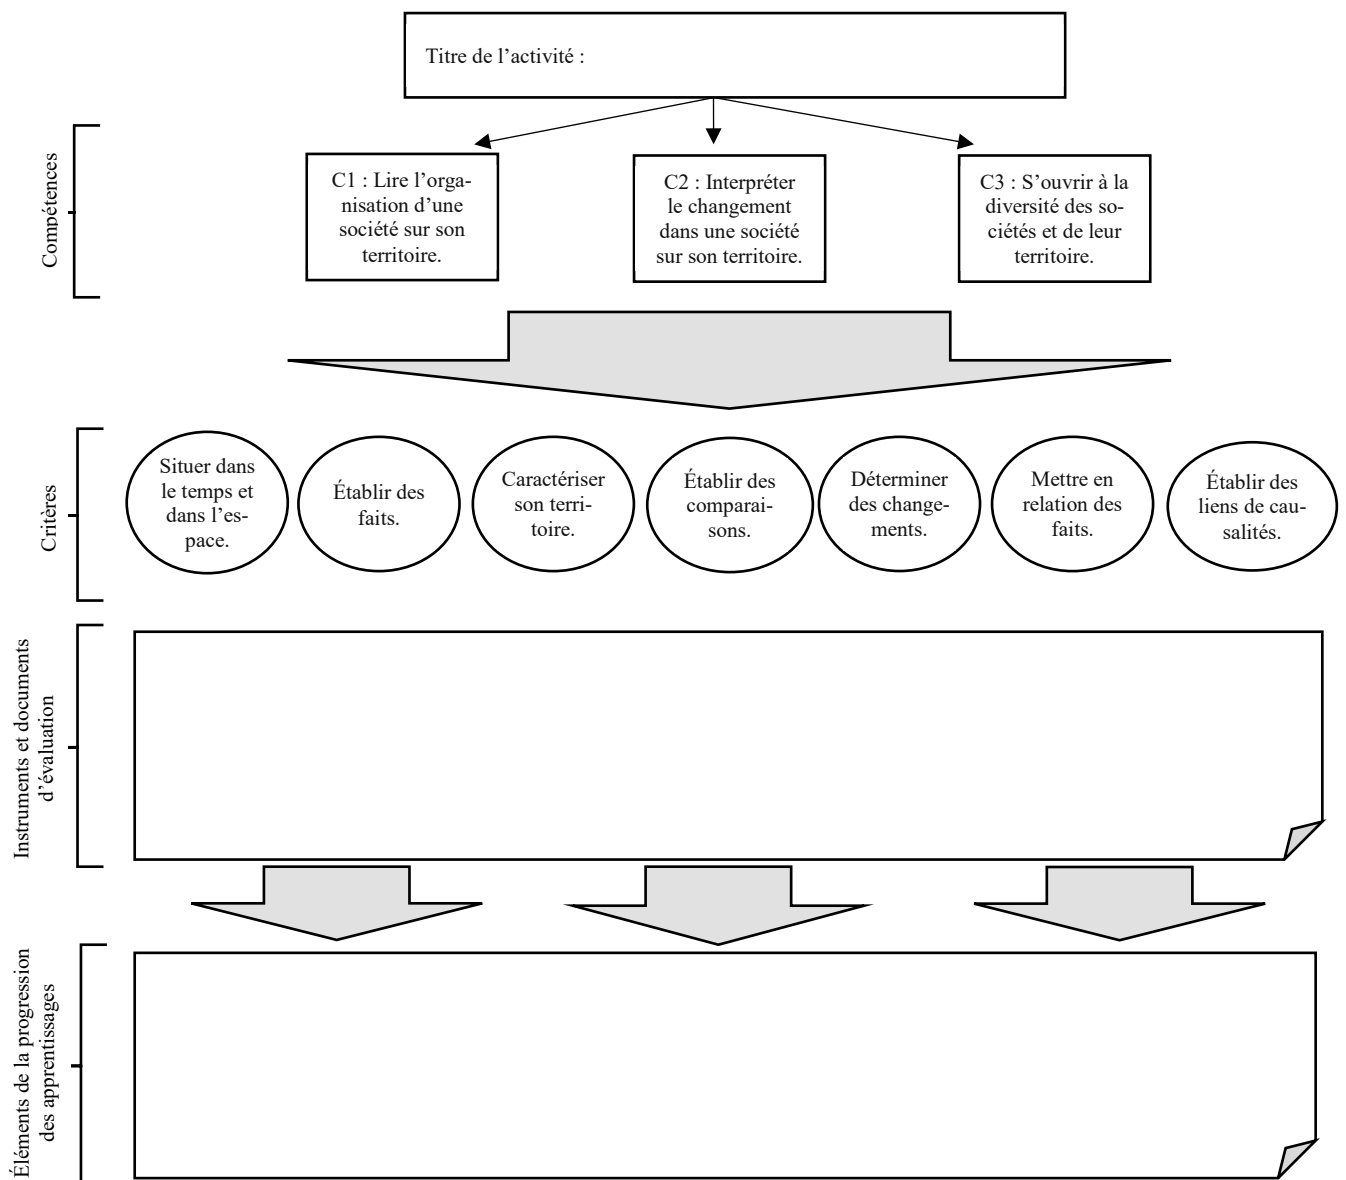 Titre de l’activité :
Compétences
C1 : Lire l’orga-
nisation d’une
société sur son
territoire.
C2 : Interpréter
le changement
dans une société
sur son territoire.
C3 : S’ouvrir à la
diversité des so-
ciétés et de leur
territoire.
Critères
Situer dans
le temps et
dans l’es-
pace.
Établir des
faits.
Caractériser
son terri-
toire.
Établir des
comparai-
sons.
Déterminer
des change-
ments.
Mettre en
relation des
faits.
Établir des
liens de cau-
salités.
Instruments et documents
d’évaluation
Éléments de la progression
des apprentissages